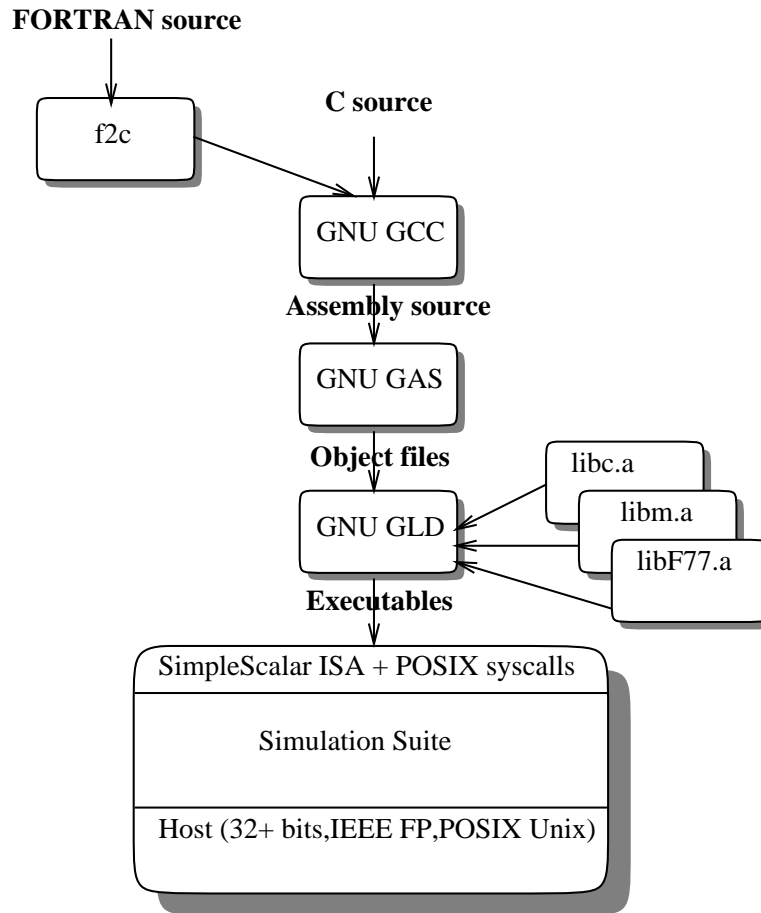 FORTRAN source
C source
f2c
GNU GCC
Assembly source
GNU GAS
Object files
libc.a
libm.a
GNU GLD
libF77.a
Executables
SimpleScalar ISA + POSIX syscalls
Simulation Suite
Host (32+ bits,IEEE FP,POSIX Unix)